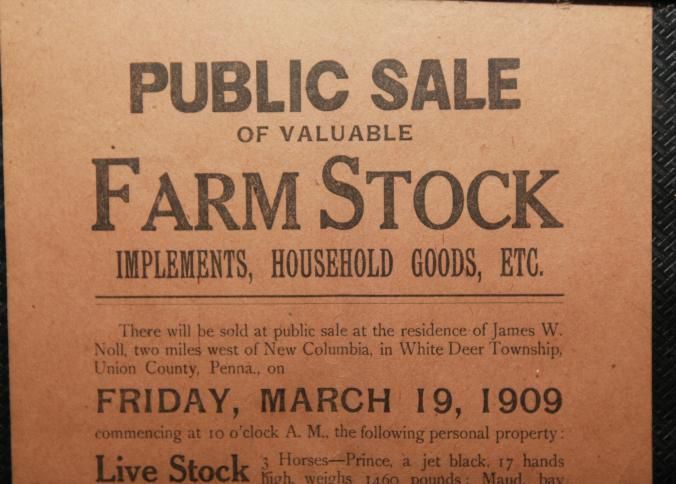 PUBLIC SALE
OF VALUABLE
FARM STOCK
IMPLEMENTS, HOUSEHOLD GOODS, ETC.
There will be sold at public sale at the residence of James W.
Noll, two miles west of New Columbia, in White Deer Township,
Union County, Penna., on
FRIDAY, MARCH 19, 1909
commencing at 10 o'clock A. M., the following personal property:
Live Stock 3 Horses—Prince, a jet black, 17 hands
high, weighs 1460 pounds; Maud, bay